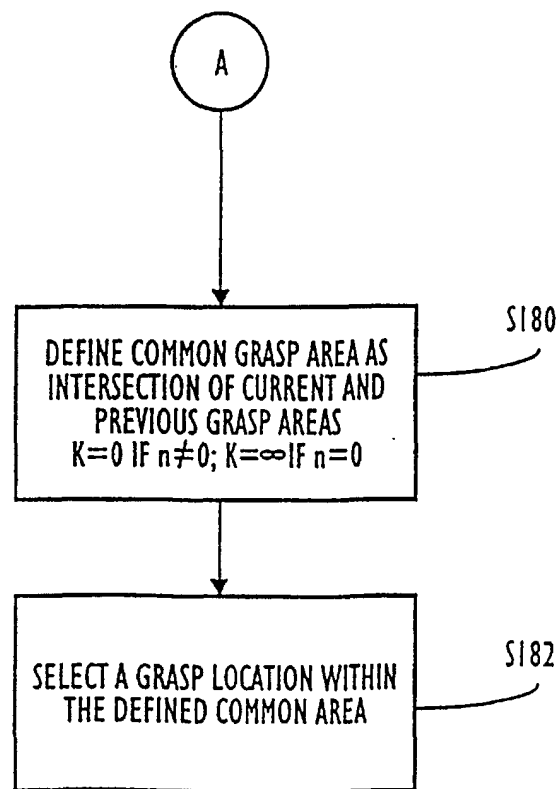 A
DEFINE COMMON GRASP AREA AS
INTERSECTION OF CURRENT AND
PREVIOUS GRASP AREAS
K=0 IF n≠0; K=∞ IF n=0
S180
SELECT A GRASP LOCATION WITHIN
THE DEFINED COMMON AREA
S182